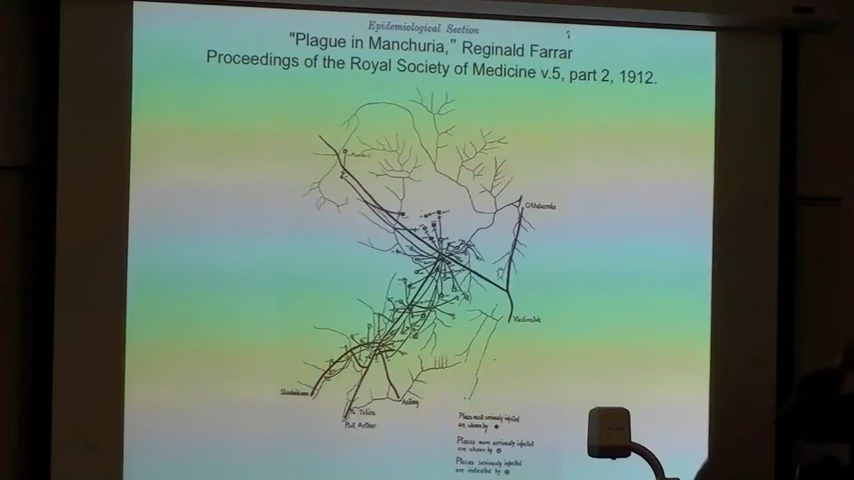 Epidemiological Section
"Plague in Manchuria," Reginald Farrar
Proceedings of the Royal Society of Medicine v.5, part 2, 1912.
Talien
Port Arthur
Antung
Places most seriously infected
are shown by
Places more seriously infected
are shown by
Places seriously infected
are indicated by